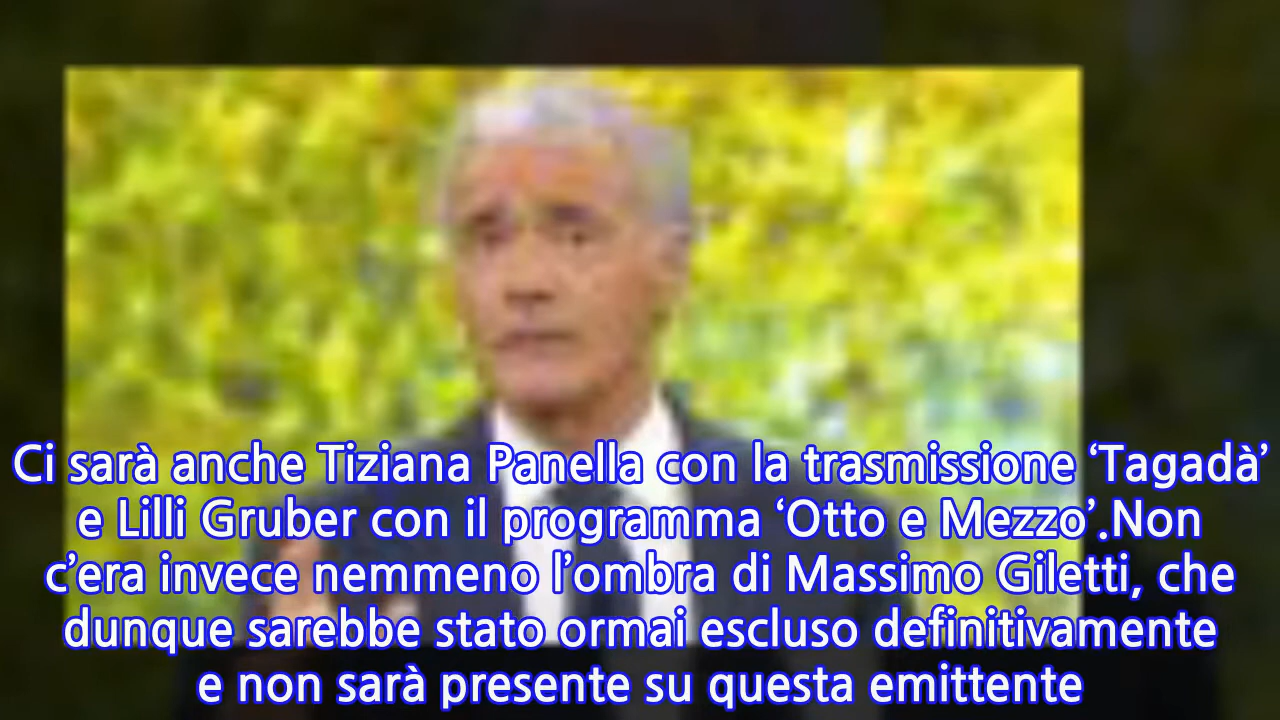 Ci sarà anche Tiziana Panella con la trasmissione ‘Tagadà’
e Lilli Gruber con il programma ‘Otto e Mezzo’.Non
c’era invece nemmeno l’ombra di Massimo Giletti, che
dunque sarebbe stato ormai escluso definitivamente
e non sarà presente su questa emittente